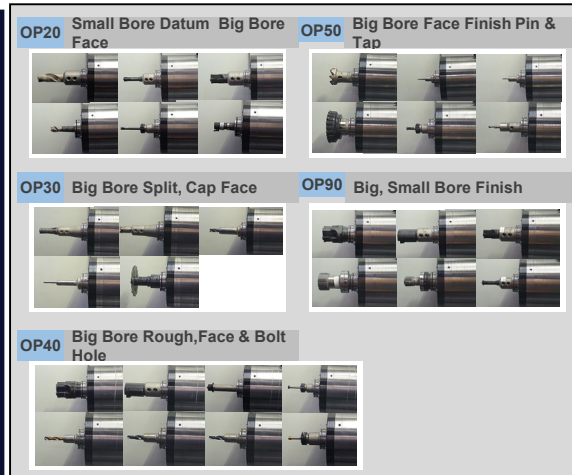 OP20 Small Bore Datum Big Bore
Face
OP50 Big Bore Face Finish Pin &
Tap
OP30 Big Bore Split, Cap Face
OP90 Big, Small Bore Finish
OP40 Big Bore Rough,Face & Bolt
Hole